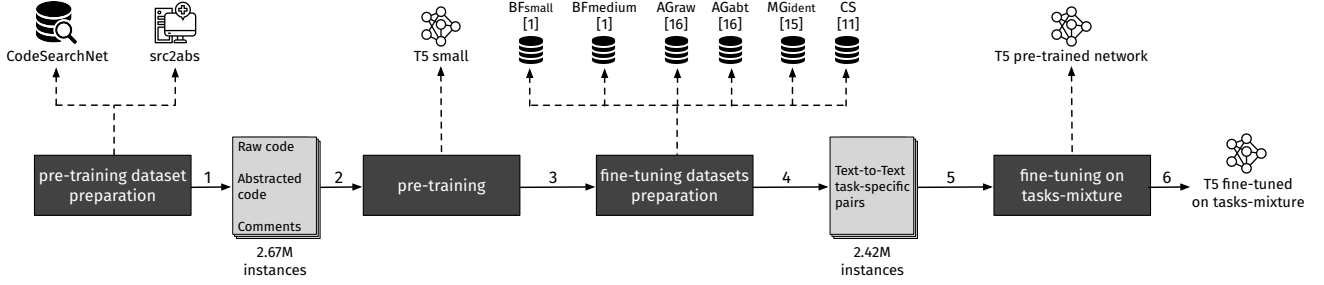 BFsmall
[1]
BFmedium
[1]
AGraw
[16]
AGabt
[16]
MGident
[15]
CS
[11]
CodeSearchNet
src2abs
T5 small
T5 pre-trained network
pre-training dataset
preparation
1
Raw code
Abstracted
code
Comments
2.67M
instances
2
pre-training
3
fine-tuning datasets
preparation
4
Text-to-Text
task-specific
pairs
2.42M
instances
5
fine-tuning on
tasks-mixture
6
T5 fine-tuned
on tasks-mixture